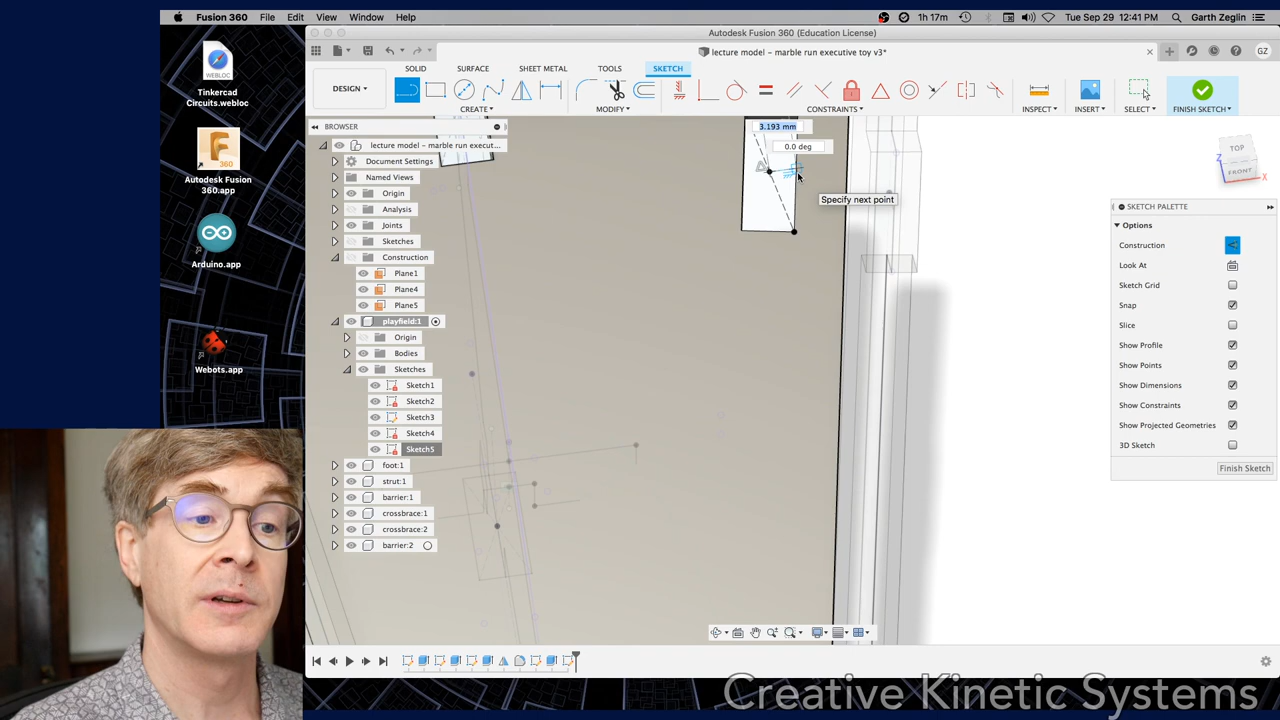 Fusion 360 File Edit View Window Help 1h 17m Tue Sep 29 12:41 PM Garth Zeglin
Autodesk Fusion 360 (Education License)
lecture model – marble run executive toy v3*
GZ
WEBLOC
Tinkercad
Circuits.webloc
360
Autodesk Fusion
360.app
Arduino.app
Webots.app
DESIGN
SOLID SURFACE SHEET METAL TOOLS SKETCH
CREATE MODIFY CONSTRAINTS INSPECT INSERT SELECT FINISH SKETCH
BROWSER
lecture model – marble run execut...
Document Settings
Named Views
Origin
Analysis
Joints
Sketches
Construction
Plane1
Plane4
Plane5
playfield:1
Origin
Bodies
Sketches
Sketch1
Sketch2
Sketch3
Sketch4
Sketch5
foot:1
strut:1
barrier:1
crossbrace:1
crossbrace:2
barrier:2
3.193 mm
0.0 deg
Specify next point
TOP
FRONT
Z
X
SKETCH PALETTE
Options
Construction
Look At
Sketch Grid
Snap
Slice
Show Profile
Show Points
Show Dimensions
Show Constraints
Show Projected Geometries
3D Sketch
Finish Sketch
Creative Kinetic Systems